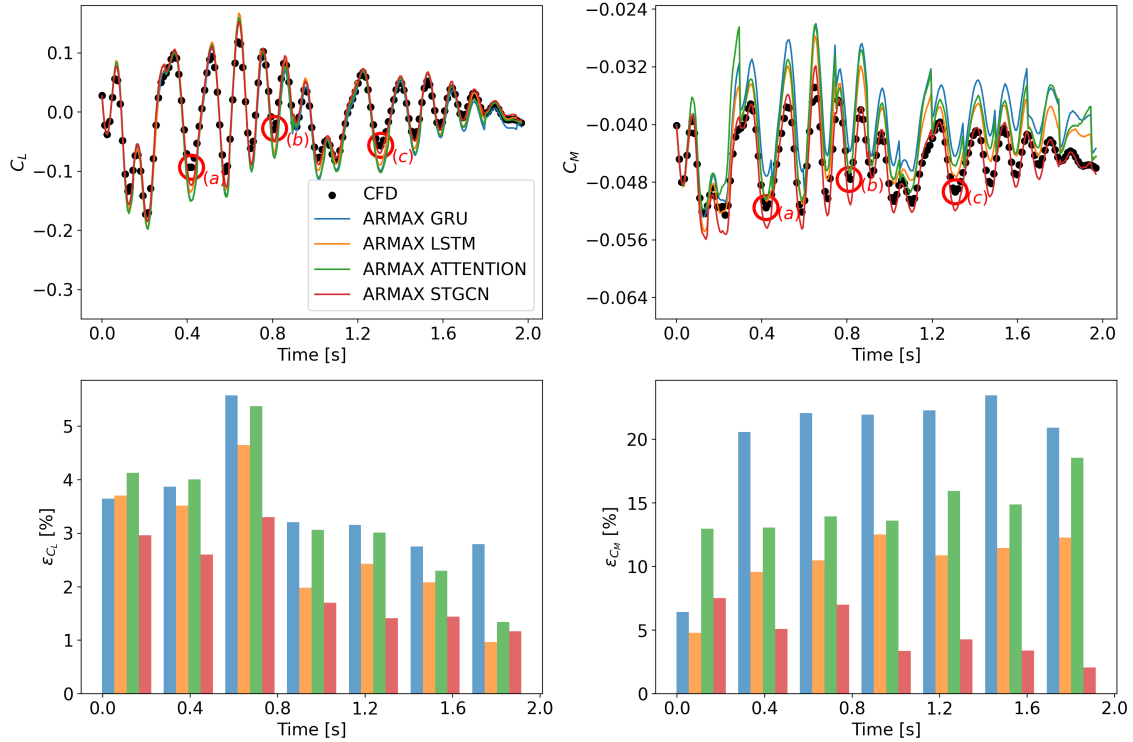 0.1
0.0
−0.1
−0.2
−0.3
C_L
(a)
(b)
(c)
CFD
ARMAX GRU
ARMAX LSTM
ARMAX ATTENTION
ARMAX STGCN
0.0 0.4 0.8 1.2 1.6 2.0
Time [s]
−0.024
−0.032
−0.040
−0.048
−0.056
−0.064
C_M
(a)
(b)
(c)
0.0 0.4 0.8 1.2 1.6 2.0
Time [s]
5
4
3
2
1
0
ε_{C_L} [%]
0.0 0.4 0.8 1.2 1.6 2.0
Time [s]
20
15
10
5
0
ε_{C_M} [%]
0.0 0.4 0.8 1.2 1.6 2.0
Time [s]